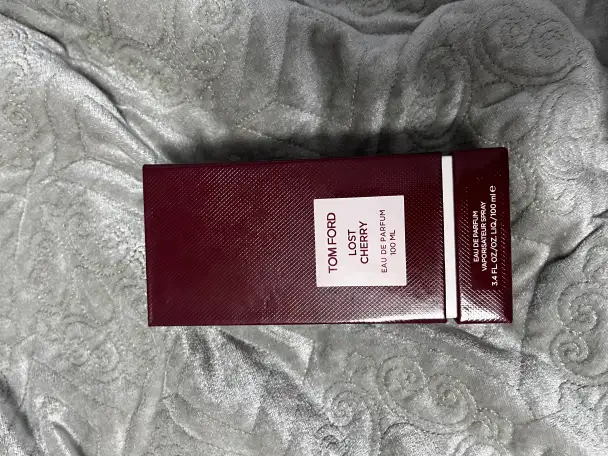 TOM FORD
LOST
CHERRY
EAU DE PARFUM
100 ML
EAU DE PARFUM
VAPORISATEUR SPRAY
3.4 FL.OZ./OZ. LIQ./100 ml e